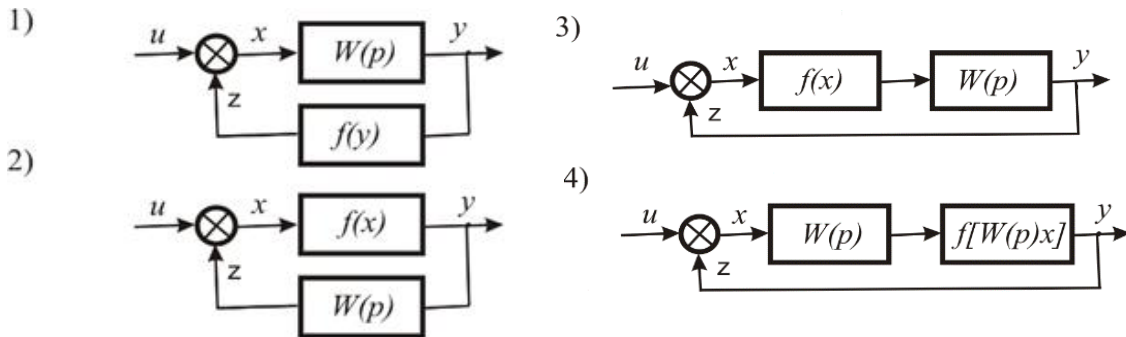 1)
u x W(p) y
z f(y)
2)
u x f(x) y
z W(p)
3)
u x f(x) W(p) y
z
4)
u x W(p) f[W(p)x] y
z